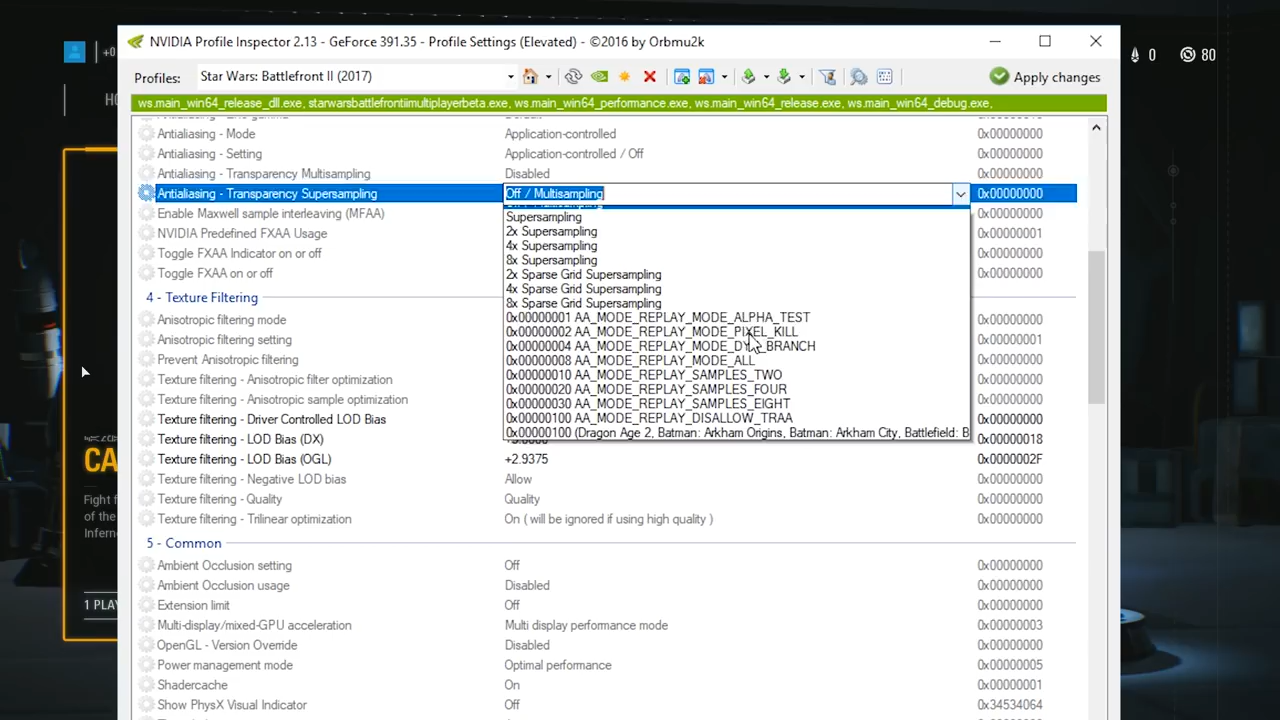 NVIDIA Profile Inspector 2.13 - GeForce 391.35 - Profile Settings (Elevated) - ©2016 by Orbmu2k
+0
0 80
Profiles: Star Wars: Battlefront II (2017) Apply changes
HO
ws.main_win64_release_dll.exe, starwarsbattlefrontiimultiplayerbeta.exe, ws.main_win64_performance.exe, ws.main_win64_release.exe, ws.main_win64_debug.exe,
Antialiasing - Mode Application-controlled 0x00000000
Antialiasing - Setting Application-controlled / Off 0x00000000
Antialiasing - Transparency Multisampling Disabled 0x00000000
Antialiasing - Transparency Supersampling Off / Multisampling 0x00000000
Enable Maxwell sample interleaving (MFAA) 0x00000000
NVIDIA Predefined FXAA Usage 0x00000001
Toggle FXAA Indicator on or off 0x00000000
Toggle FXAA on or off 0x00000000
Supersampling
2x Supersampling
4x Supersampling
8x Supersampling
2x Sparse Grid Supersampling
4x Sparse Grid Supersampling
8x Sparse Grid Supersampling
0x00000001 AA_MODE_REPLAY_MODE_ALPHA_TEST
0x00000002 AA_MODE_REPLAY_MODE_PIXEL_KILL
0x00000004 AA_MODE_REPLAY_MODE_DYN_BRANCH
0x00000008 AA_MODE_REPLAY_MODE_ALL
0x00000010 AA_MODE_REPLAY_SAMPLES_TWO
0x00000020 AA_MODE_REPLAY_SAMPLES_FOUR
0x00000030 AA_MODE_REPLAY_SAMPLES_EIGHT
0x00000100 AA_MODE_REPLAY_DISALLOW_TRAA
0x00000100 (Dragon Age 2, Batman: Arkham Origins, Batman: Arkham City, Battlefield: B
4 - Texture Filtering
Anisotropic filtering mode 0x00000000
Anisotropic filtering setting 0x00000001
Prevent Anisotropic filtering 0x00000000
Texture filtering - Anisotropic filter optimization 0x00000000
Texture filtering - Anisotropic sample optimization 0x00000000
Texture filtering - Driver Controlled LOD Bias 0x00000000
Texture filtering - LOD Bias (DX) 0x00000018
Texture filtering - LOD Bias (OGL) +2.9375 0x0000002F
Texture filtering - Negative LOD bias Allow 0x00000000
Texture filtering - Quality Quality 0x00000000
Texture filtering - Trilinear optimization On ( will be ignored if using high quality ) 0x00000000
5 - Common
Ambient Occlusion setting Off 0x00000000
Ambient Occlusion usage Disabled 0x00000000
Extension limit Off 0x00000000
Multi-display/mixed-GPU acceleration Multi display performance mode 0x00000003
OpenGL - Version Override Disabled 0x00000000
Power management mode Optimal performance 0x00000005
Shadercache On 0x00000001
Show PhysX Visual Indicator Off 0x34534064
CA
Fight f
of the
Inferno
1 PLAY